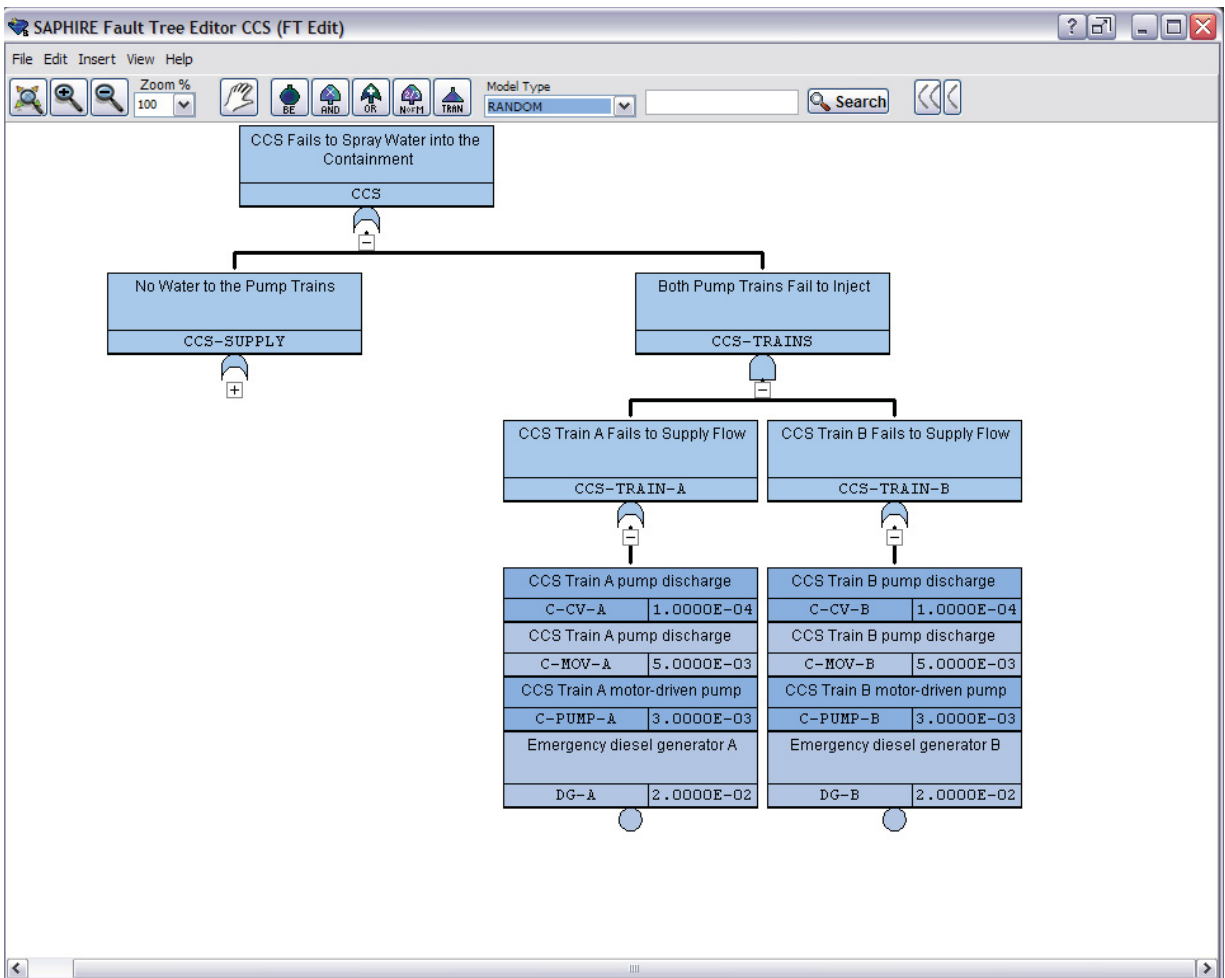 SAPHIRE Fault Tree Editor CCS (FT Edit)
File Edit Insert View Help
Zoom %
100
BE
AND
OR
N/M
TRAN
Model Type
RANDOM
Search
CCS Fails to Spray Water into the
Containment
CCS
No Water to the Pump Trains
CCS-SUPPLY
Both Pump Trains Fail to Inject
CCS-TRAINS
CCS Train A Fails to Supply Flow
CCS-TRAIN-A
CCS Train B Fails to Supply Flow
CCS-TRAIN-B
CCS Train A pump discharge
C-CV-A 1.0000E-04
CCS Train A pump discharge
C-MOV-A 5.0000E-03
CCS Train A motor-driven pump
C-PUMP-A 3.0000E-03
Emergency diesel generator A
DG-A 2.0000E-02
CCS Train B pump discharge
C-CV-B 1.0000E-04
CCS Train B pump discharge
C-MOV-B 5.0000E-03
CCS Train B motor-driven pump
C-PUMP-B 3.0000E-03
Emergency diesel generator B
DG-B 2.0000E-02